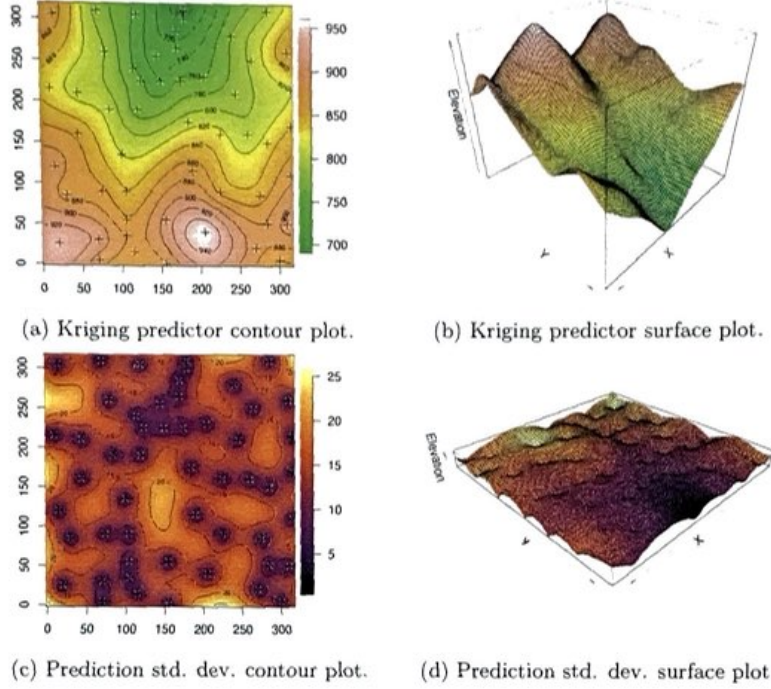 300
250
200
150
100
50
0
0 50 100 150 200 250 300
950
900
850
800
750
700
Elevation
Y
X
(a) Kriging predictor contour plot.
(b) Kriging predictor surface plot.
300
250
200
150
100
50
0
0 50 100 150 200 250 300
25
20
15
10
5
Elevation
Y
X
(c) Prediction std. dev. contour plot.
(d) Prediction std. dev. surface plot